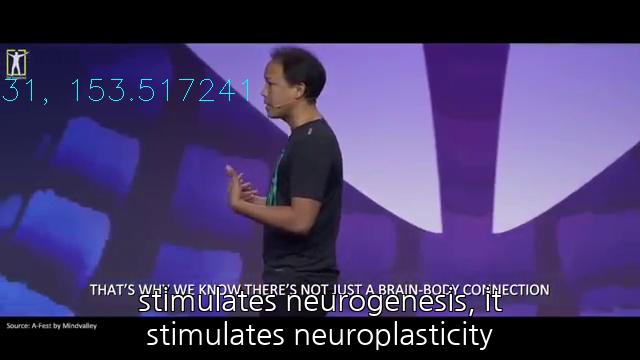 31, 153.517241
THAT'S WHY WE KNOW THERE'S NOT JUST A BRAIN-BODY CONNECTION
stimulates neurogenesis, it
stimulates neuroplasticity
Source: A-Fest by Mindvalley